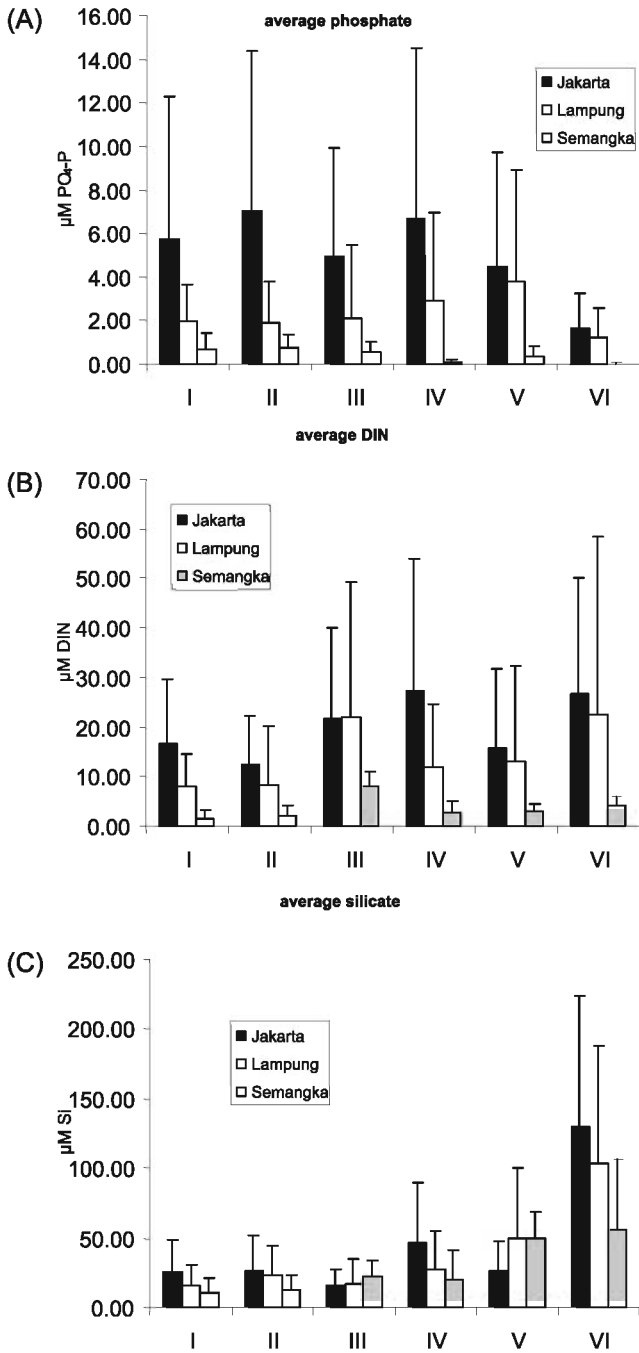 (A)
average phosphate
16.00
14.00
12.00
10.00
8.00
6.00
4.00
2.00
0.00
µM PO₄-P
Jakarta
Lampung
Semangka
I II III IV V VI
(B)
average DIN
70.00
60.00
50.00
40.00
30.00
20.00
10.00
0.00
µM DIN
Jakarta
Lampung
Semangka
I II III IV V VI
(C)
average silicate
250.00
200.00
150.00
100.00
50.00
0.00
µM Si
Jakarta
Lampung
Semangka
I II III IV V VI